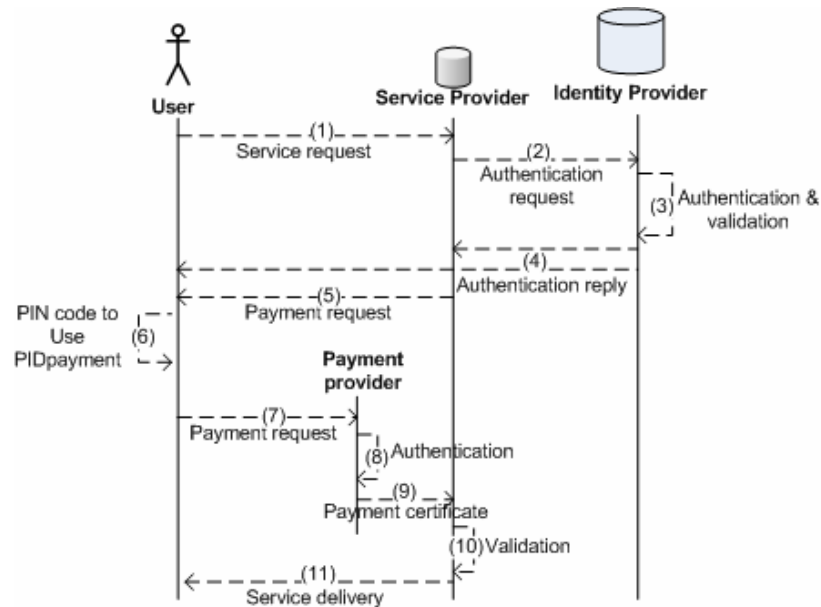 User
Service Provider
Identity Provider
(1)
Service request
(2)
Authentication
request
(3)
Authentication &
validation
(4)
Authentication reply
(5)
Payment request
PIN code to
Use
PIDpayment
(6)
Payment
provider
(7)
Payment request
(8)
Authentication
(9)
Payment certificate
(10)
Validation
(11)
Service delivery